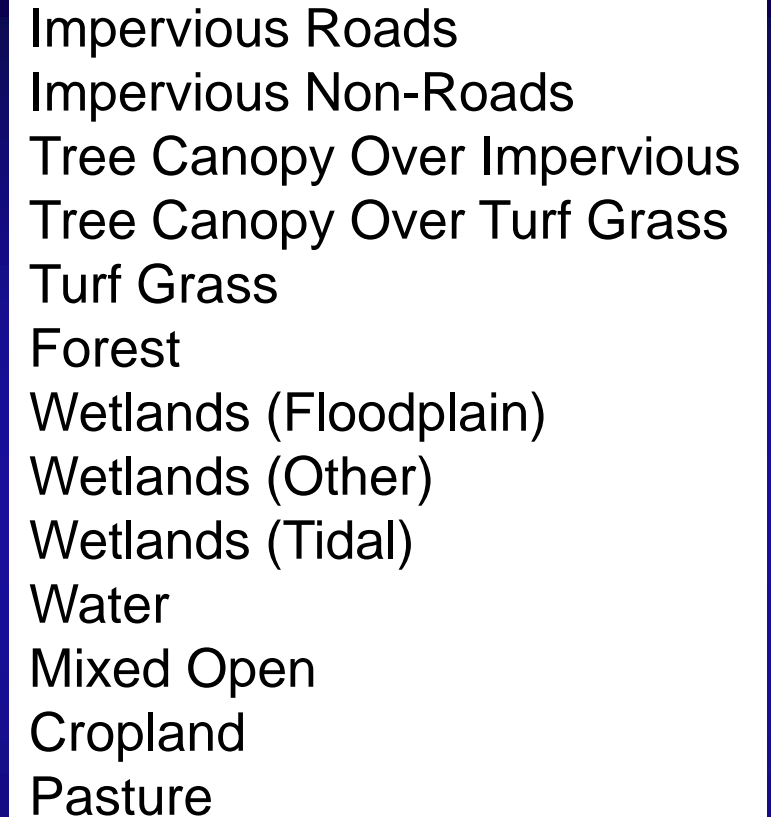 Impervious Roads
Impervious Non-Roads
Tree Canopy Over Impervious
Tree Canopy Over Turf Grass
Turf Grass
Forest
Wetlands (Floodplain)
Wetlands (Other)
Wetlands (Tidal)
Water
Mixed Open
Cropland
Pasture